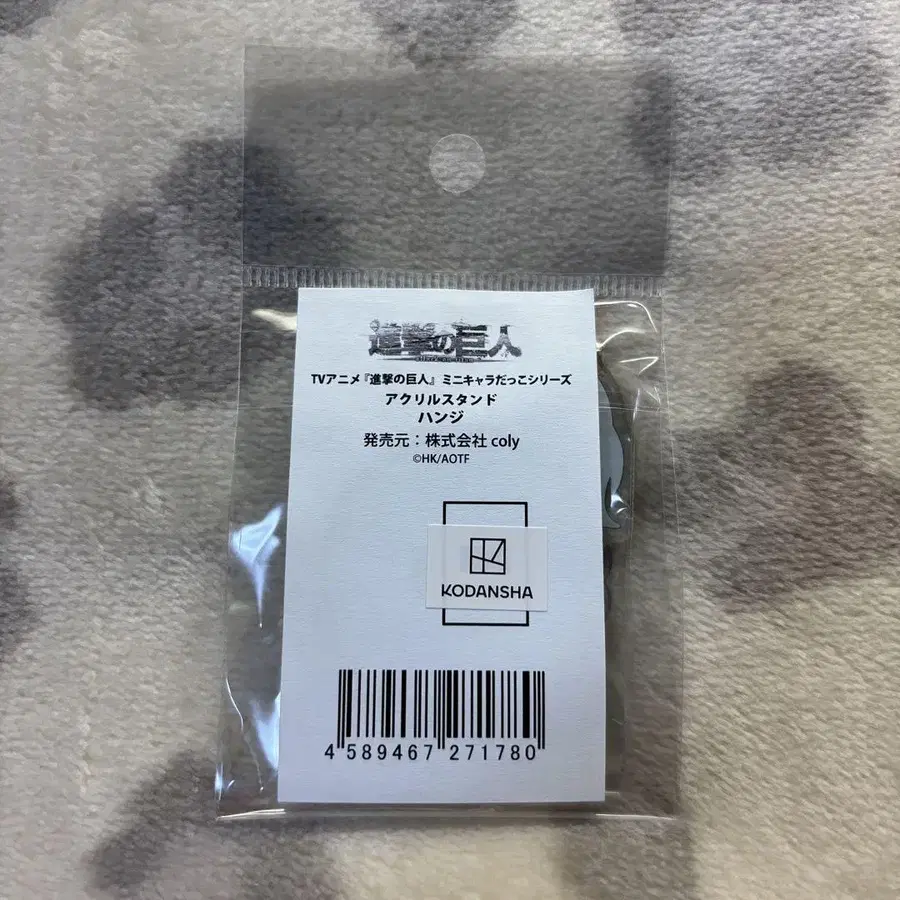 進撃の巨人
TVアニメ『進撃の巨人』ミニキャラだっこシリーズ
アクリルスタンド
ハンジ
発売元：株式会社 coly
©HK/AOTF
KODANSHA
4 589467 271780